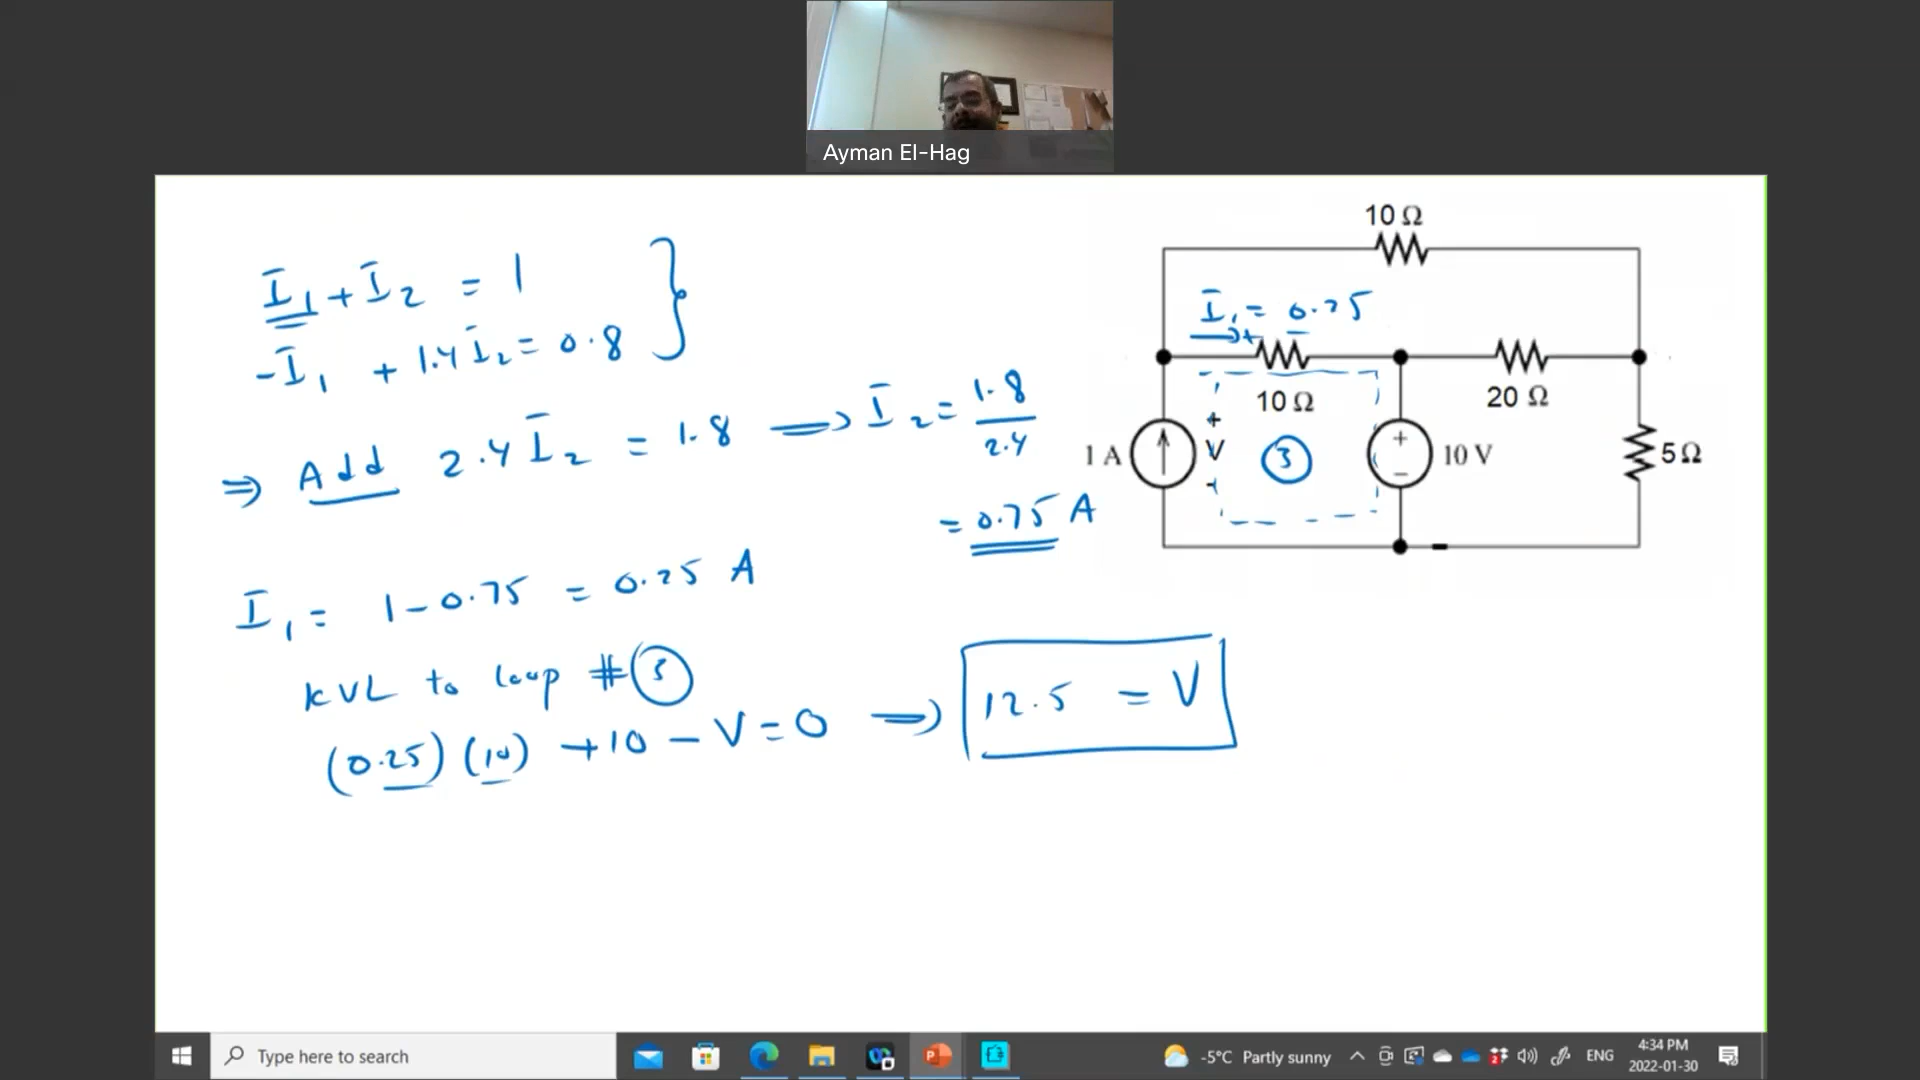 Ayman El-Hag
I1 + I2 = 1
-I1 + 1.4 I2 = 0.8
⇒ Add 2.4 I2 = 1.8 ⇒ I2 = 1.8/2.4
= 0.75 A
I1 = 1 - 0.75 = 0.25 A
KVL to loop # 3
(0.25) (10) + 10 - V = 0 ⇒ 12.5 = V
10 Ω
I1 = 0.25
+
10 Ω
20 Ω
1 A
+
V
-
3
+
−
10 V
5 Ω
Type here to search
-5°C Partly sunny
ENG
4:34 PM
2022-01-30